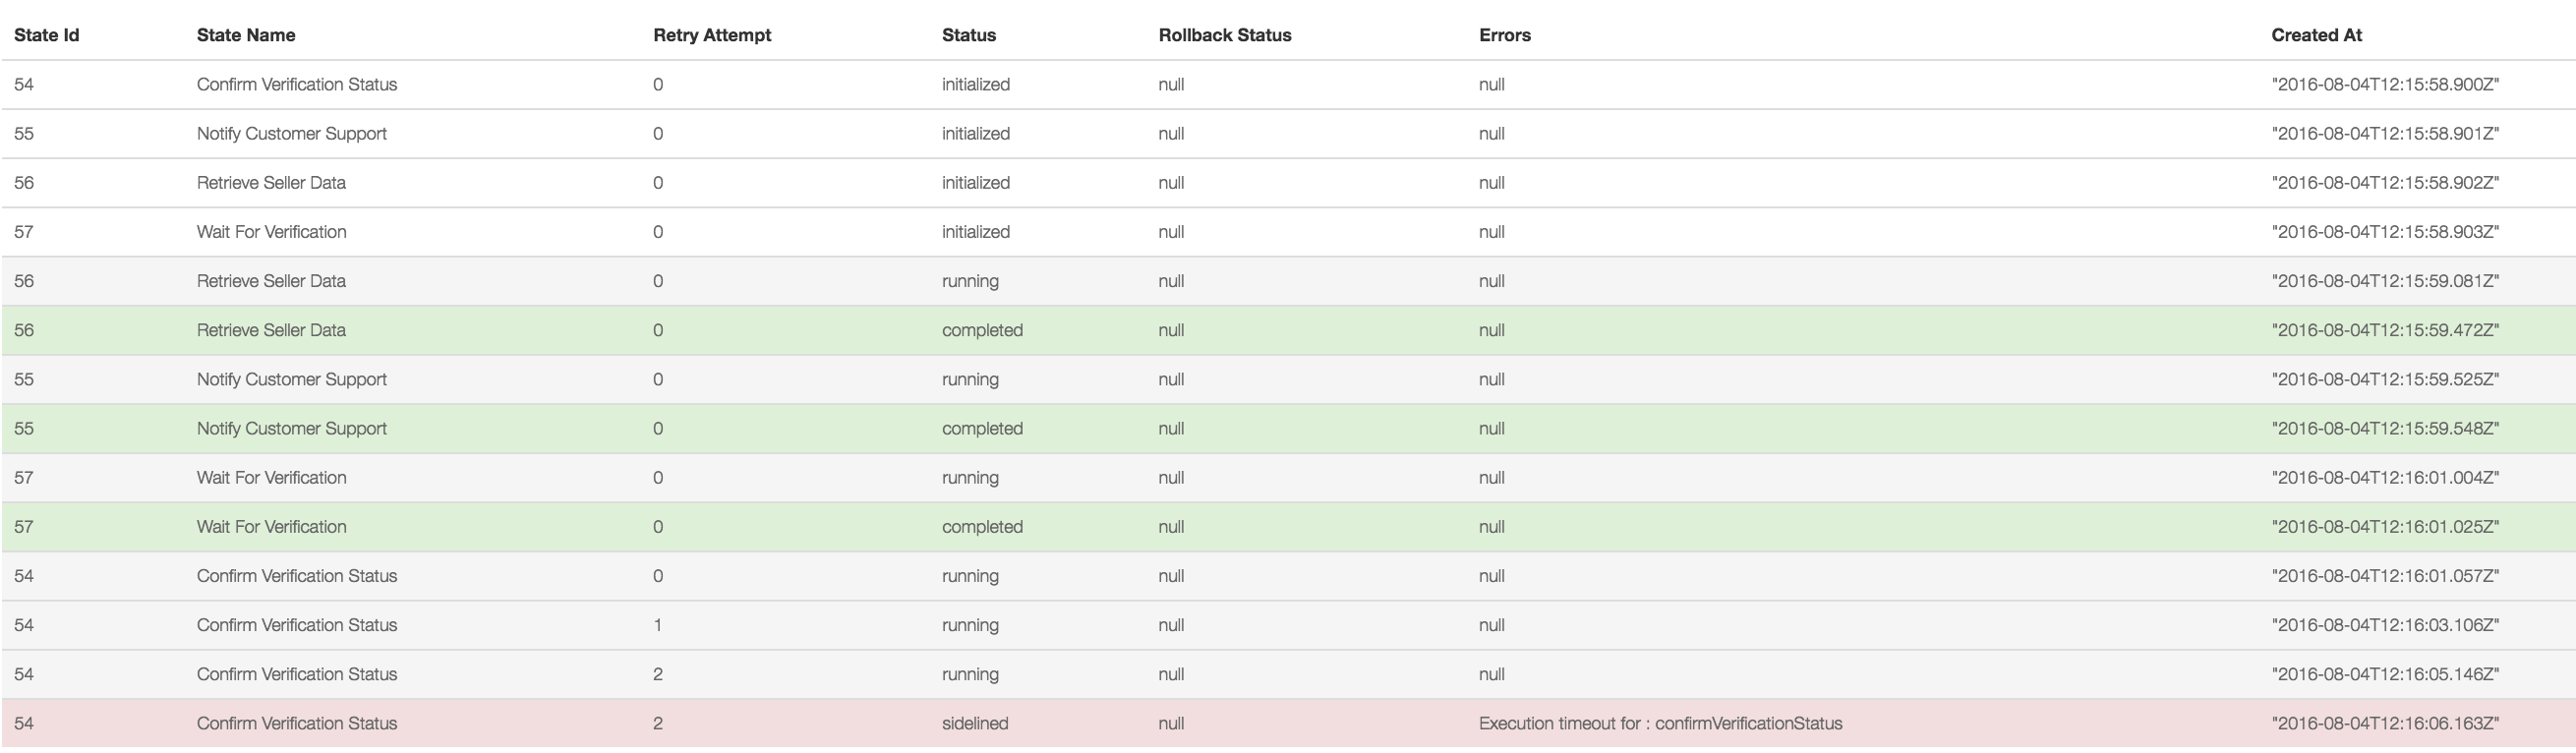 State Id State Name Retry Attempt Status Rollback Status Errors Created At
54 Confirm Verification Status 0 initialized null null "2016-08-04T12:15:58.900Z"
55 Notify Customer Support 0 initialized null null "2016-08-04T12:15:58.901Z"
56 Retrieve Seller Data 0 initialized null null "2016-08-04T12:15:58.902Z"
57 Wait For Verification 0 initialized null null "2016-08-04T12:15:58.903Z"
56 Retrieve Seller Data 0 running null null "2016-08-04T12:15:59.081Z"
56 Retrieve Seller Data 0 completed null null "2016-08-04T12:15:59.472Z"
55 Notify Customer Support 0 running null null "2016-08-04T12:15:59.525Z"
55 Notify Customer Support 0 completed null null "2016-08-04T12:15:59.548Z"
57 Wait For Verification 0 running null null "2016-08-04T12:16:01.004Z"
57 Wait For Verification 0 completed null null "2016-08-04T12:16:01.025Z"
54 Confirm Verification Status 0 running null null "2016-08-04T12:16:01.057Z"
54 Confirm Verification Status 1 running null null "2016-08-04T12:16:03.106Z"
54 Confirm Verification Status 2 running null null "2016-08-04T12:16:05.146Z"
54 Confirm Verification Status 2 sidelined null Execution timeout for : confirmVerificationStatus "2016-08-04T12:16:06.163Z"